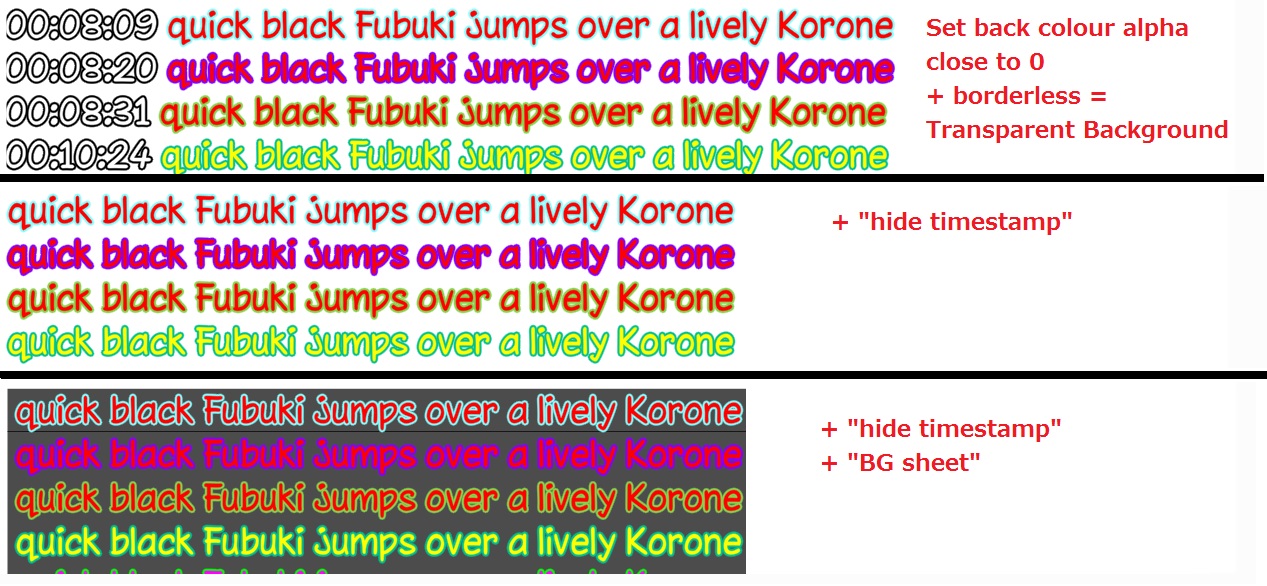 00:08:09 quick black Fubuki Jumps over a lively Korone
00:08:20 quick black Fubuki Jumps over a lively Korone
00:08:31 quick black Fubuki Jumps over a lively Korone
00:10:24 quick black Fubuki Jumps over a lively Korone
Set back colour alpha
close to 0
+ borderless =
Transparent Background
quick black Fubuki Jumps over a lively Korone
quick black Fubuki Jumps over a lively Korone
quick black Fubuki Jumps over a lively Korone
quick black Fubuki Jumps over a lively Korone
+ "hide timestamp"
quick black Fubuki Jumps over a lively Korone
quick black Fubuki Jumps over a lively Korone
quick black Fubuki Jumps over a lively Korone
quick black Fubuki Jumps over a lively Korone
+ "hide timestamp"
+ "BG sheet"